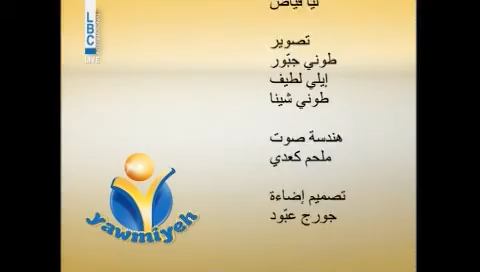 ليا فياض
LBC
LIVE
تصوير
طوني جبّور
إيلي لطيف
طوني شينا
هندسة صوت
ملحم كعدي
تصميم إضاءة
جورج عبّود
yawmiyeh